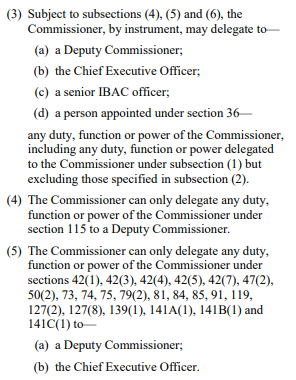 (3) Subject to subsections (4), (5) and (6), the
Commissioner, by instrument, may delegate to—
(a) a Deputy Commissioner;
(b) the Chief Executive Officer;
(c) a senior IBAC officer;
(d) a person appointed under section 36—
any duty, function or power of the Commissioner,
including any duty, function or power delegated
to the Commissioner under subsection (1) but
excluding those specified in subsection (2).
(4) The Commissioner can only delegate any duty,
function or power of the Commissioner under
section 115 to a Deputy Commissioner.
(5) The Commissioner can only delegate any duty,
function or power of the Commissioner under
sections 42(1), 42(3), 42(4), 42(5), 42(7), 47(2),
50(2), 73, 74, 75, 79(2), 81, 84, 85, 91, 119,
127(2), 127(8), 139(1), 141A(1), 141B(1) and
141C(1) to—
(a) a Deputy Commissioner;
(b) the Chief Executive Officer.